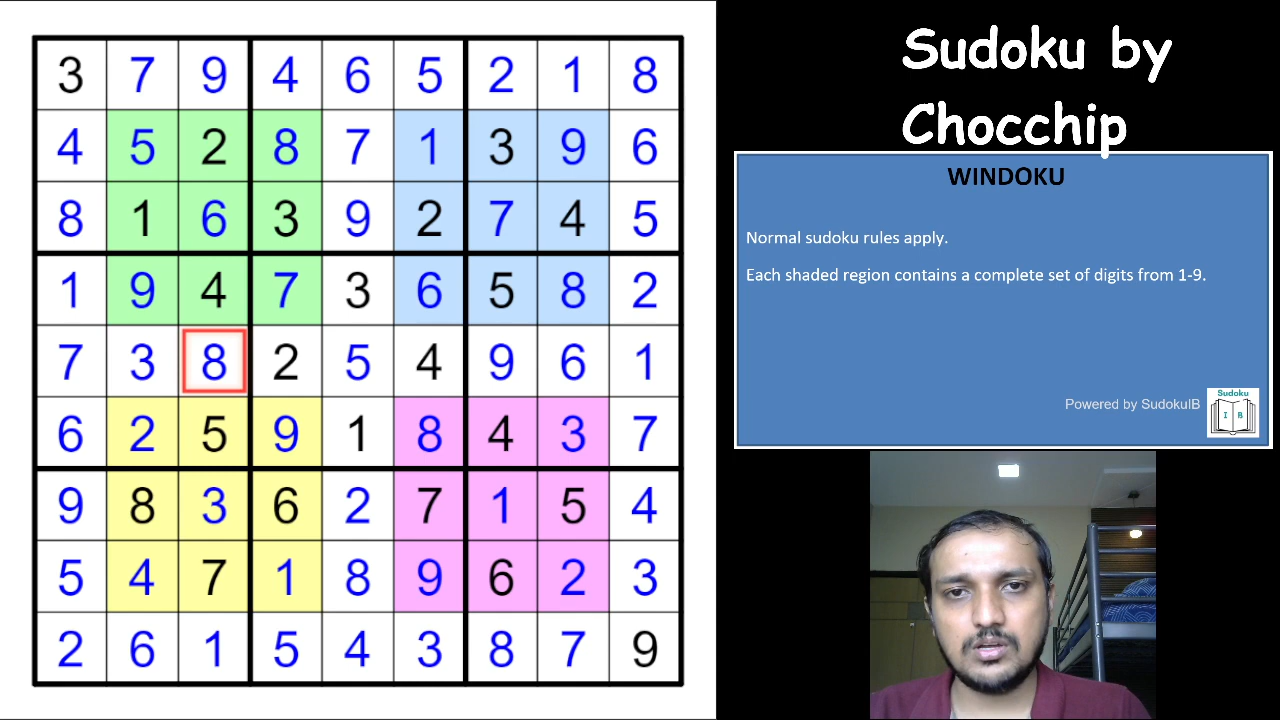 3 7 9 4 6 5 2 1 8
4 5 2 8 7 1 3 9 6
8 1 6 3 9 2 7 4 5
1 9 4 7 3 6 5 8 2
7 3 8 2 5 4 9 6 1
6 2 5 9 1 8 4 3 7
9 8 3 6 2 7 1 5 4
5 4 7 1 8 9 6 2 3
2 6 1 5 4 3 8 7 9
Sudoku by
Chocchip
WINDOKU
Normal sudoku rules apply.
Each shaded region contains a complete set of digits from 1-9.
Powered by SudokuIB
Sudoku
I B